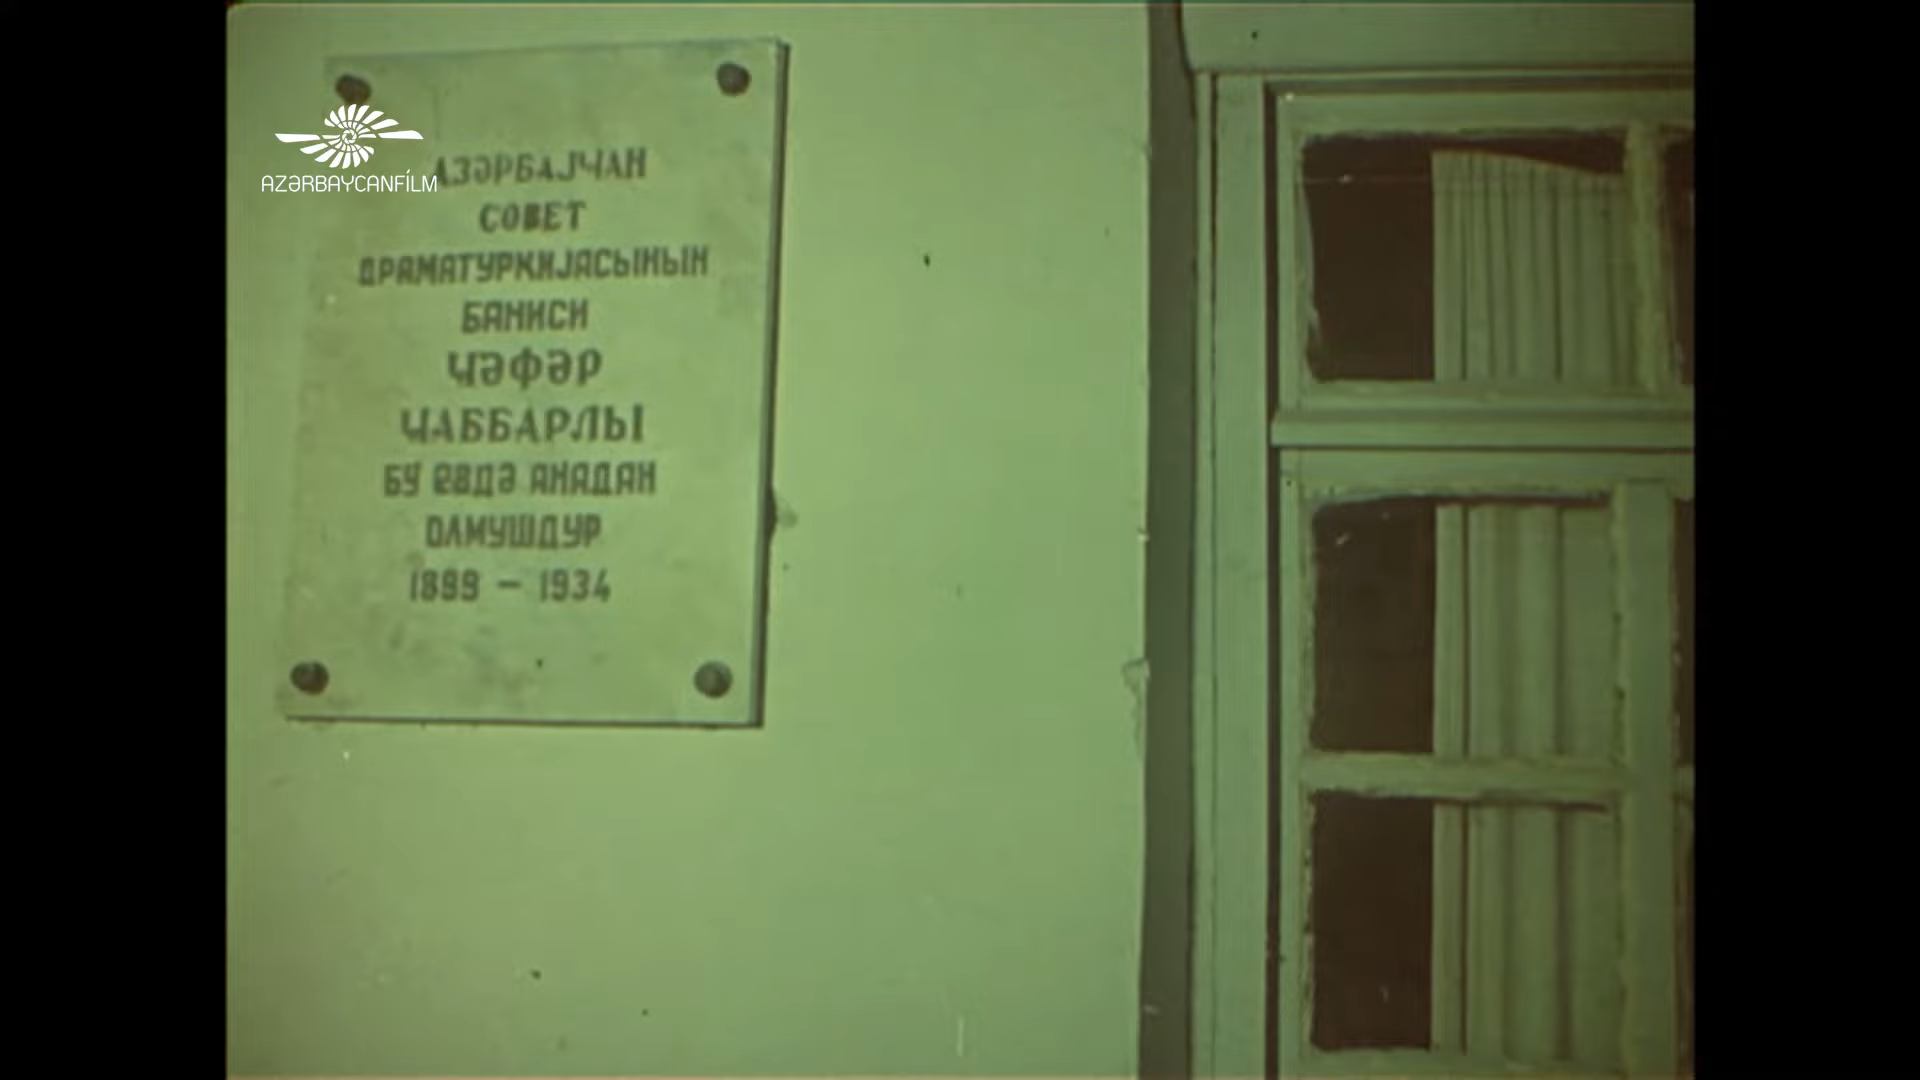 AZƏRBAYCANFİLM
АЗӘРБАЈҸАН
СОВЕТ
ДРАМАТУРКИЈАСЫНЫН
БАНИСИ
ҸӘФӘР
ҸАББАРЛЫ
БУ ЕВДӘ АНАДАН
ОЛМУШДУР
1899 – 1934